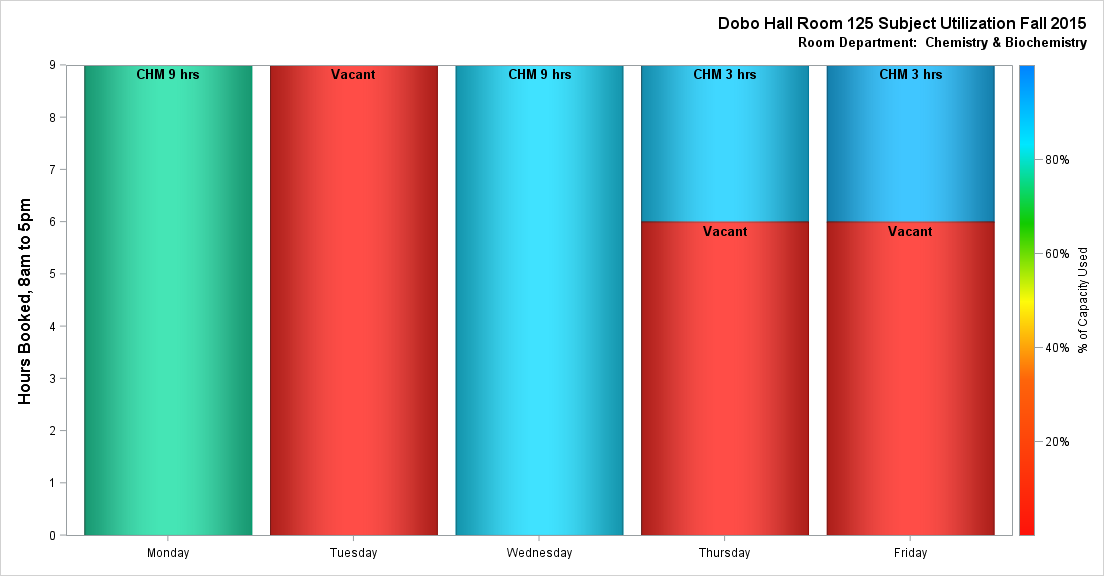 Dobo Hall Room 125 Subject Utilization Fall 2015
Room Department:  Chemistry & Biochemistry
Hours Booked, 8am to 5pm
9
8
7
6
5
4
3
2
1
0
CHM 9 hrs
Vacant
CHM 9 hrs
CHM 3 hrs
CHM 3 hrs
Vacant
Vacant
Monday
Tuesday
Wednesday
Thursday
Friday
80%
60%
40%
20%
% of Capacity Used